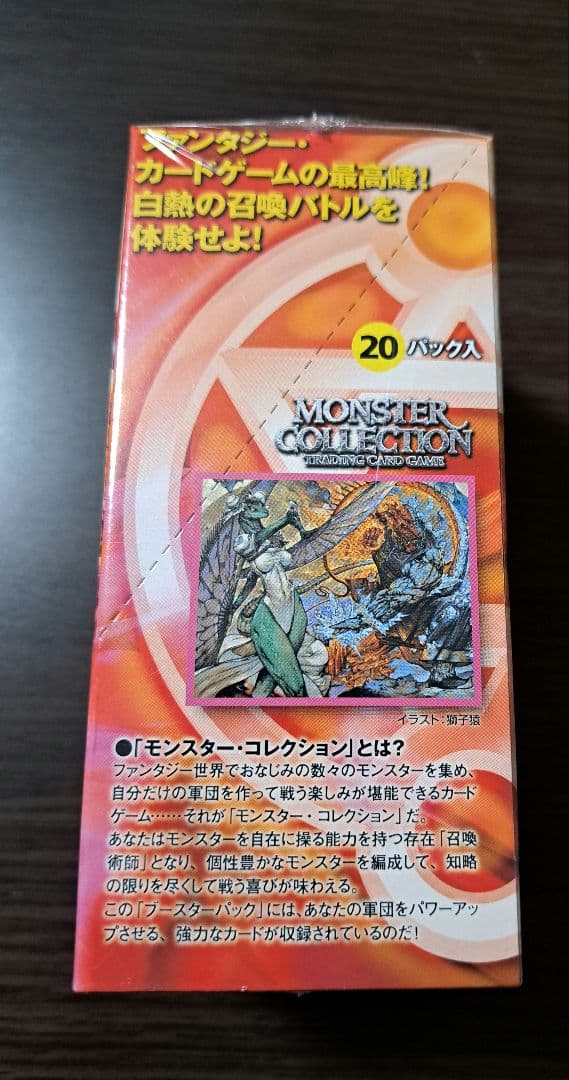 ファンタジー・
カードゲームの最高峰!
白熱の召喚バトルを
体験せよ!
20 パック入
MONSTER
COLLECTION
TRADING CARD GAME
イラスト:獅子猿
●「モンスター・コレクション」とは?
ファンタジー世界でおなじみの数々のモンスターを集め、
自分だけの軍団を作って戦う楽しみが堪能できるカード
ゲーム……それが「モンスター・コレクション」だ。
あなたはモンスターを自在に操る能力を持つ存在「召喚
術師」となり、個性豊かなモンスターを編成して、知略
の限りを尽くして戦う喜びが味わえる。
この「ブースターパック」には、あなたの軍団をパワーアッ
プさせる、強力なカードが収録されているのだ!